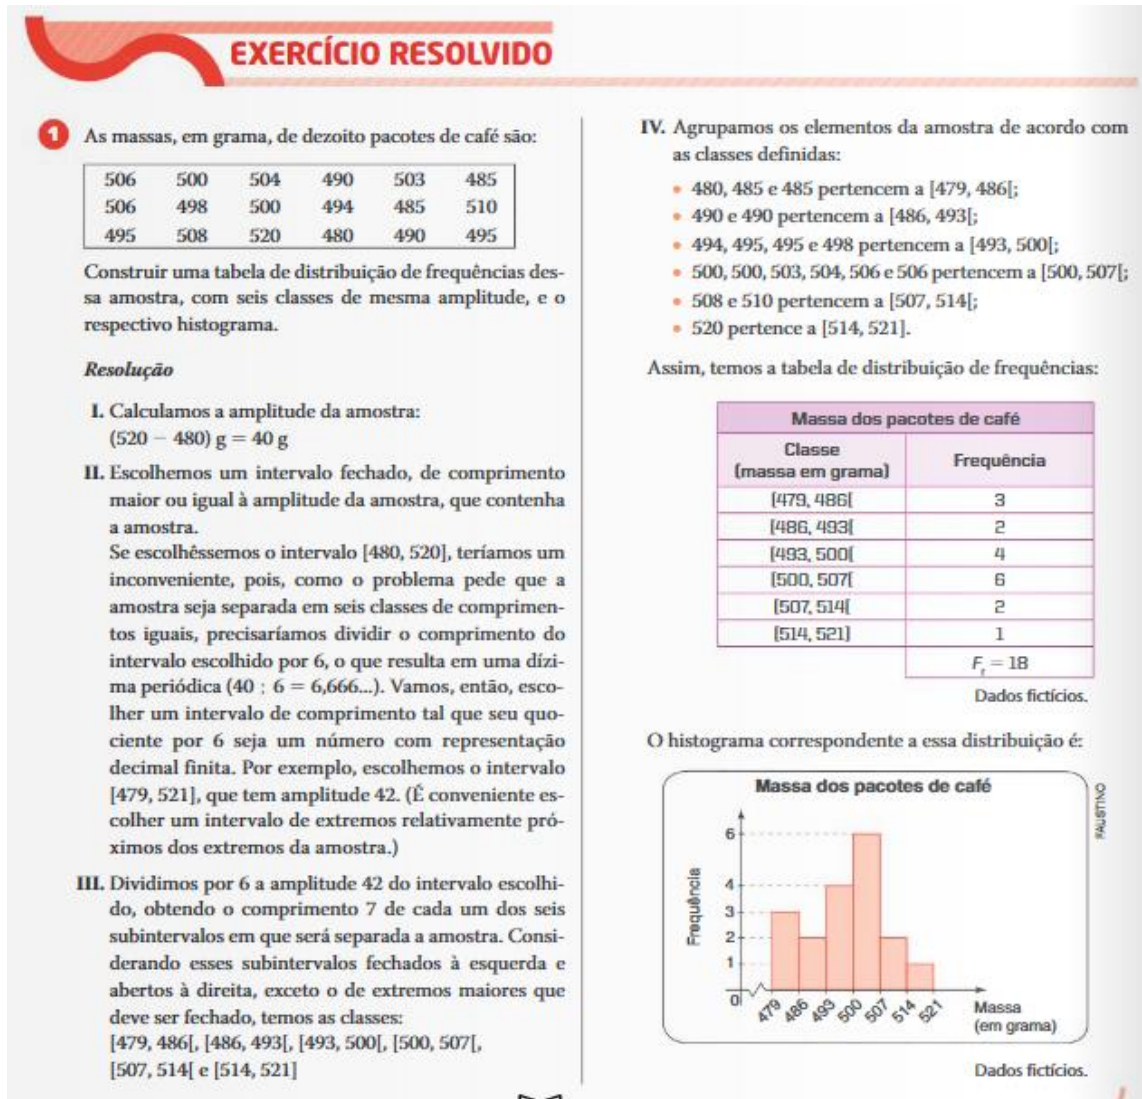 EXERCÍCIO RESOLVIDO
1 As massas, em grama, de dezoito pacotes de café são:
506 500 504 490 503 485
506 498 500 494 485 510
495 508 520 480 490 495
Construir uma tabela de distribuição de frequências des-
sa amostra, com seis classes de mesma amplitude, e o
respectivo histograma.
Resolução
I. Calculamos a amplitude da amostra:
(520 − 480) g = 40 g
II. Escolhemos um intervalo fechado, de comprimento
maior ou igual à amplitude da amostra, que contenha
a amostra.
Se escolhêssemos o intervalo [480, 520], teríamos um
inconveniente, pois, como o problema pede que a
amostra seja separada em seis classes de comprimen-
tos iguais, precisaríamos dividir o comprimento do
intervalo escolhido por 6, o que resulta em uma dízi-
ma periódica (40 : 6 = 6,666...). Vamos, então, esco-
lher um intervalo de comprimento tal que seu quo-
ciente por 6 seja um número com representação
decimal finita. Por exemplo, escolhemos o intervalo
[479, 521], que tem amplitude 42. (É conveniente es-
colher um intervalo de extremos relativamente pró-
ximos dos extremos da amostra.)
III. Dividimos por 6 a amplitude 42 do intervalo escolhi-
do, obtendo o comprimento 7 de cada um dos seis
subintervalos em que será separada a amostra. Consi-
derando esses subintervalos fechados à esquerda e
abertos à direita, exceto o de extremos maiores que
deve ser fechado, temos as classes:
[479, 486[, [486, 493[, [493, 500[, [500, 507[,
[507, 514[ e [514, 521]
IV. Agrupamos os elementos da amostra de acordo com
as classes definidas:
• 480, 485 e 485 pertencem a [479, 486[;
• 490 e 490 pertencem a [486, 493[;
• 494, 495, 495 e 498 pertencem a [493, 500[;
• 500, 500, 503, 504, 506 e 506 pertencem a [500, 507[;
• 508 e 510 pertencem a [507, 514[;
• 520 pertence a [514, 521].
Assim, temos a tabela de distribuição de frequências:
Massa dos pacotes de café
Classe
(massa em grama) Frequência
[479, 486[ 3
[486, 493[ 2
[493, 500[ 4
[500, 507[ 6
[507, 514[ 2
[514, 521] 1
Ft = 18
Dados fictícios.
O histograma correspondente a essa distribuição é:
Massa dos pacotes de café
Frequência
6
4
3
2
1
0
479 486 493 500 507 514 521
Massa
(em grama)
FAUSTINO
Dados fictícios.